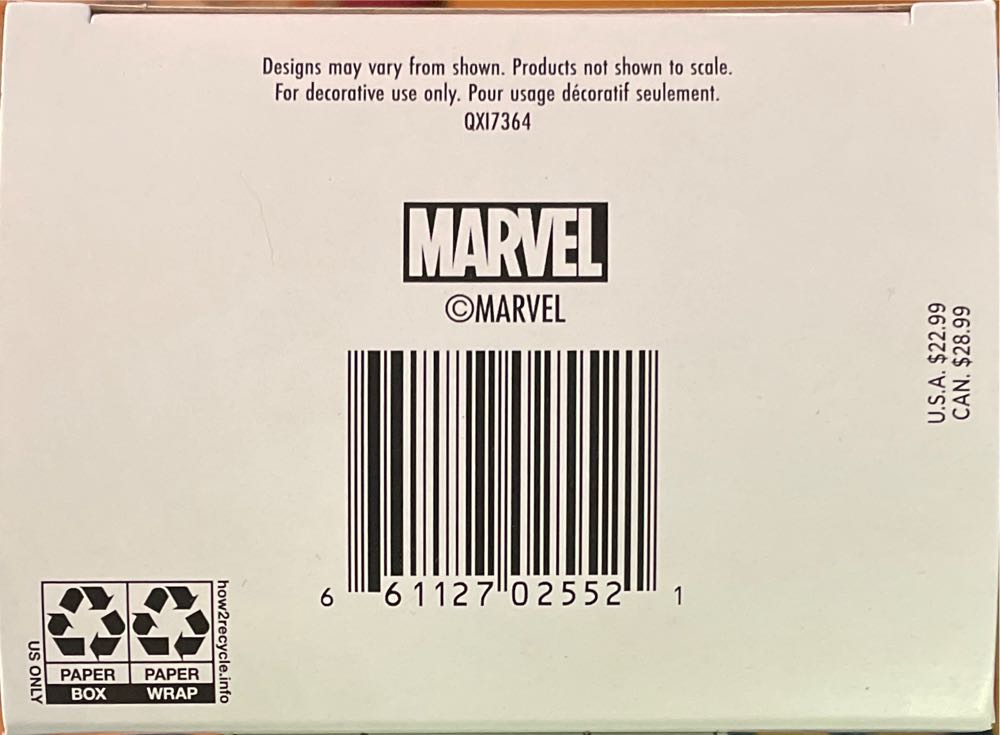 Designs may vary from shown. Products not shown to scale.
For decorative use only. Pour usage décoratif seulement.
QXI7364
MARVEL
©MARVEL
U.S.A. $22.99
CAN. $28.99
6 61127 02552 1
US ONLY
PAPER PAPER
BOX WRAP
how2recycle.info